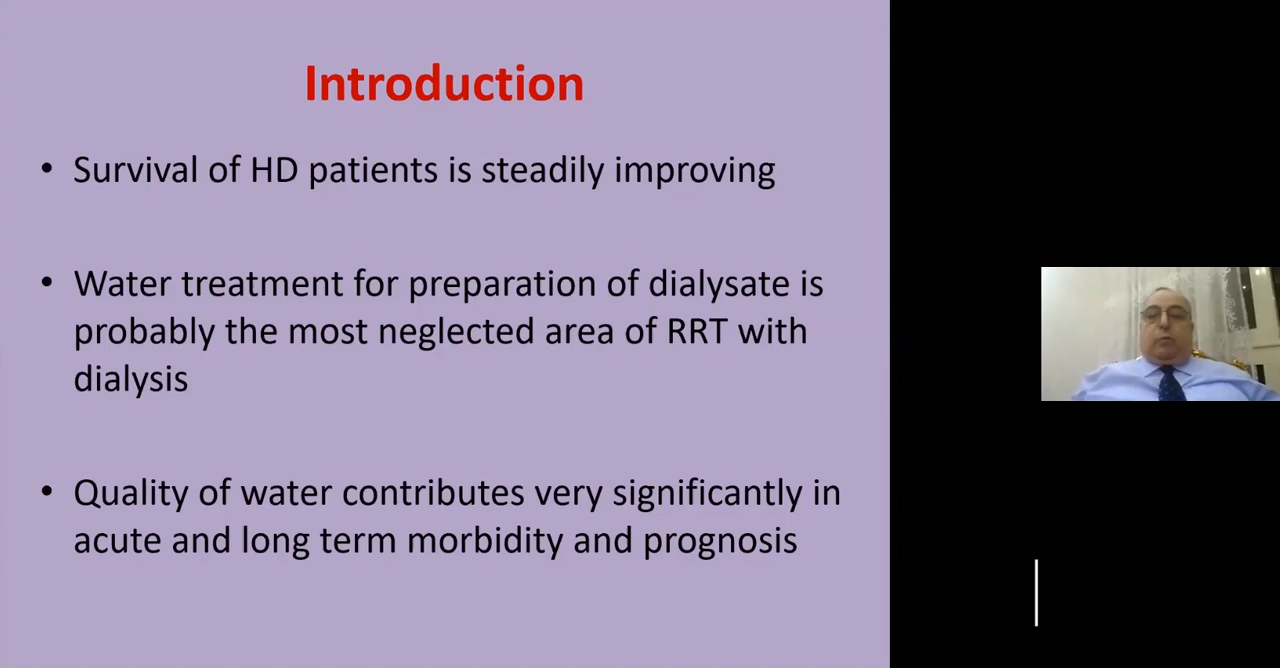 Introduction
• Survival of HD patients is steadily improving
• Water treatment for preparation of dialysate is
probably the most neglected area of RRT with
dialysis
• Quality of water contributes very significantly in
acute and long term morbidity and prognosis